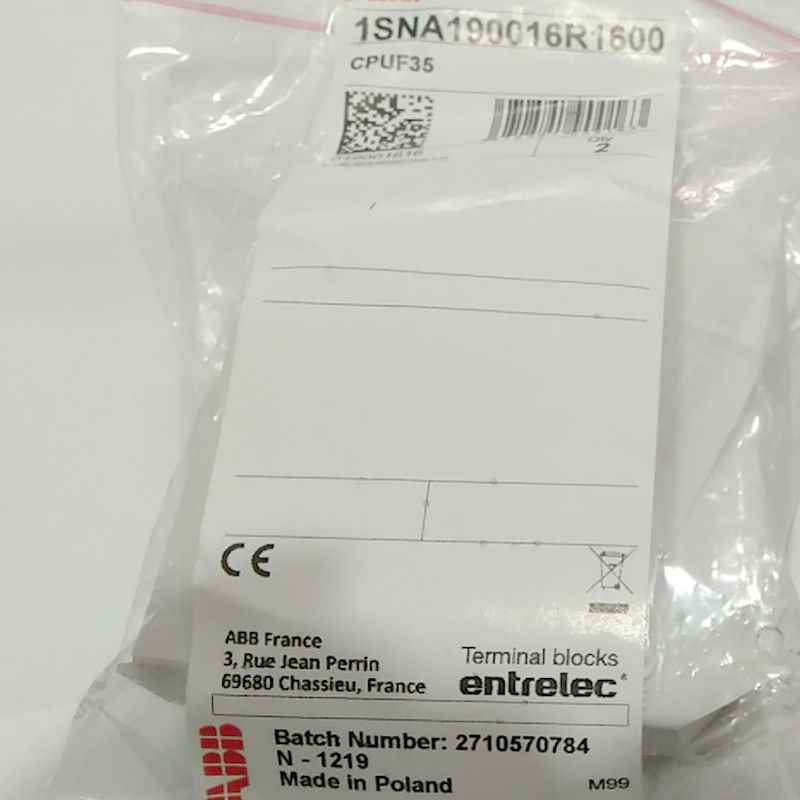 1SNA190016R1600
CPUF35
Qty
2
CE
ABB France
3, Rue Jean Perrin
69680 Chassieu, France
Terminal blocks
entrelec®
ABB
Batch Number: 2710570784
N - 1219
Made in Poland
M99